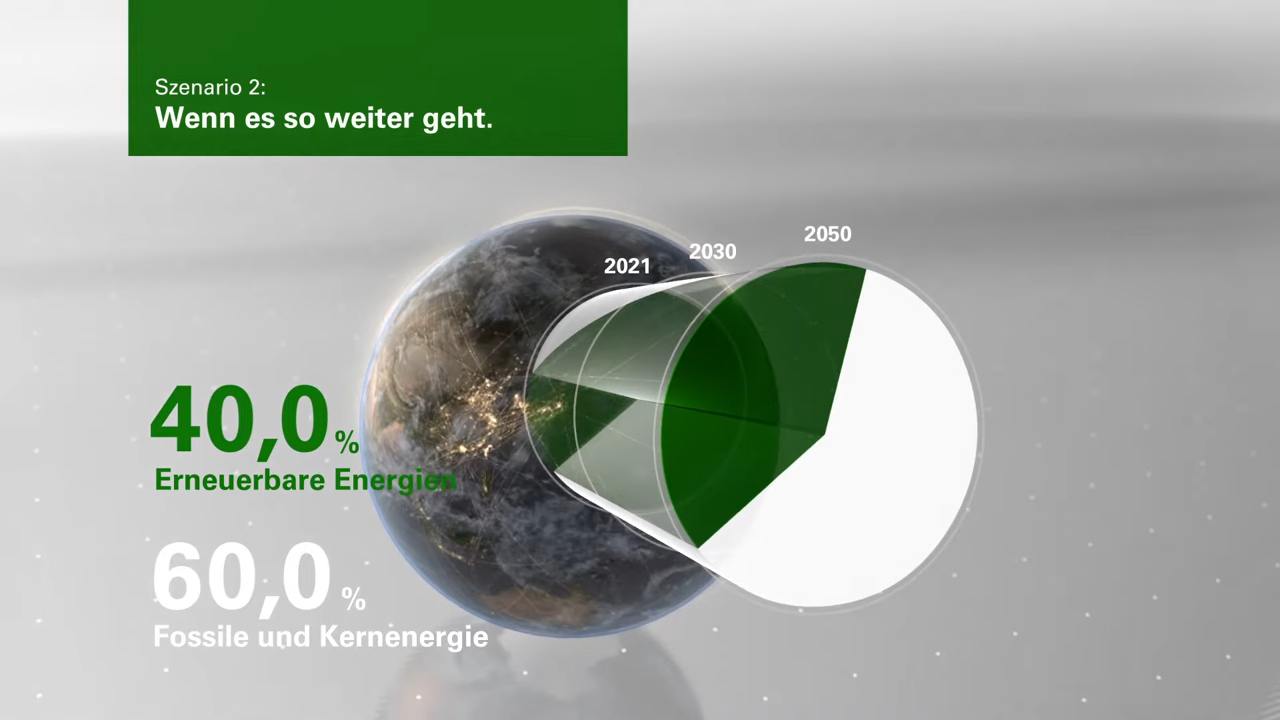 Szenario 2:
Wenn es so weiter geht.
2021
2030
2050
40,0 %
Erneuerbare Energien
60,0 %
Fossile und Kernenergie